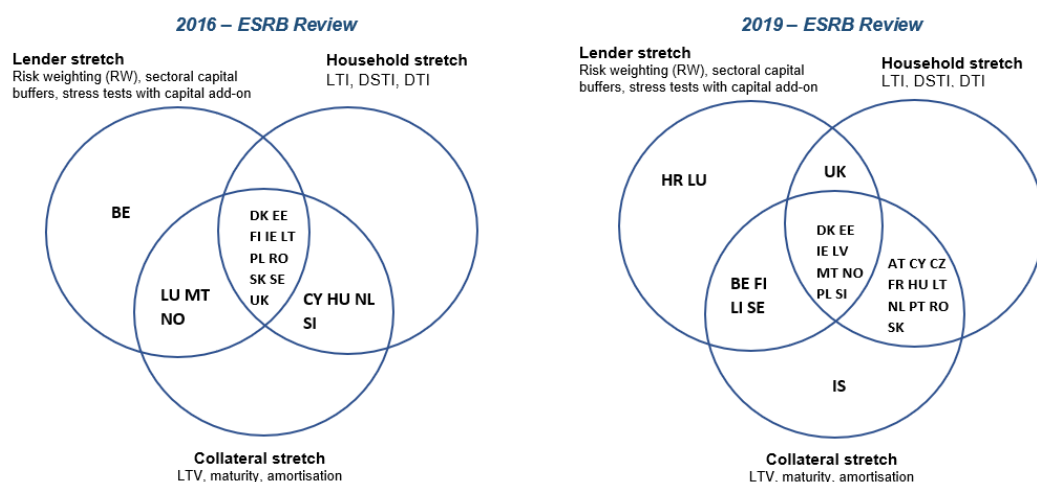 2016 – ESRB Review
Lender stretch
Risk weighting (RW), sectoral capital
buffers, stress tests with capital add-on
Household stretch
LTI, DSTI, DTI
BE
DK EE
FI IE LT
PL RO
SK SE
UK
LU MT
NO
CY HU NL
SI
Collateral stretch
LTV, maturity, amortisation
2019 – ESRB Review
Lender stretch
Risk weighting (RW), sectoral capital
buffers, stress tests with capital add-on
Household stretch
LTI, DSTI, DTI
HR LU
UK
DK EE
IE LV
MT NO
PL SI
AT CY CZ
FR HU LT
NL PT RO
SK
BE FI
LI SE
IS
Collateral stretch
LTV, maturity, amortisation